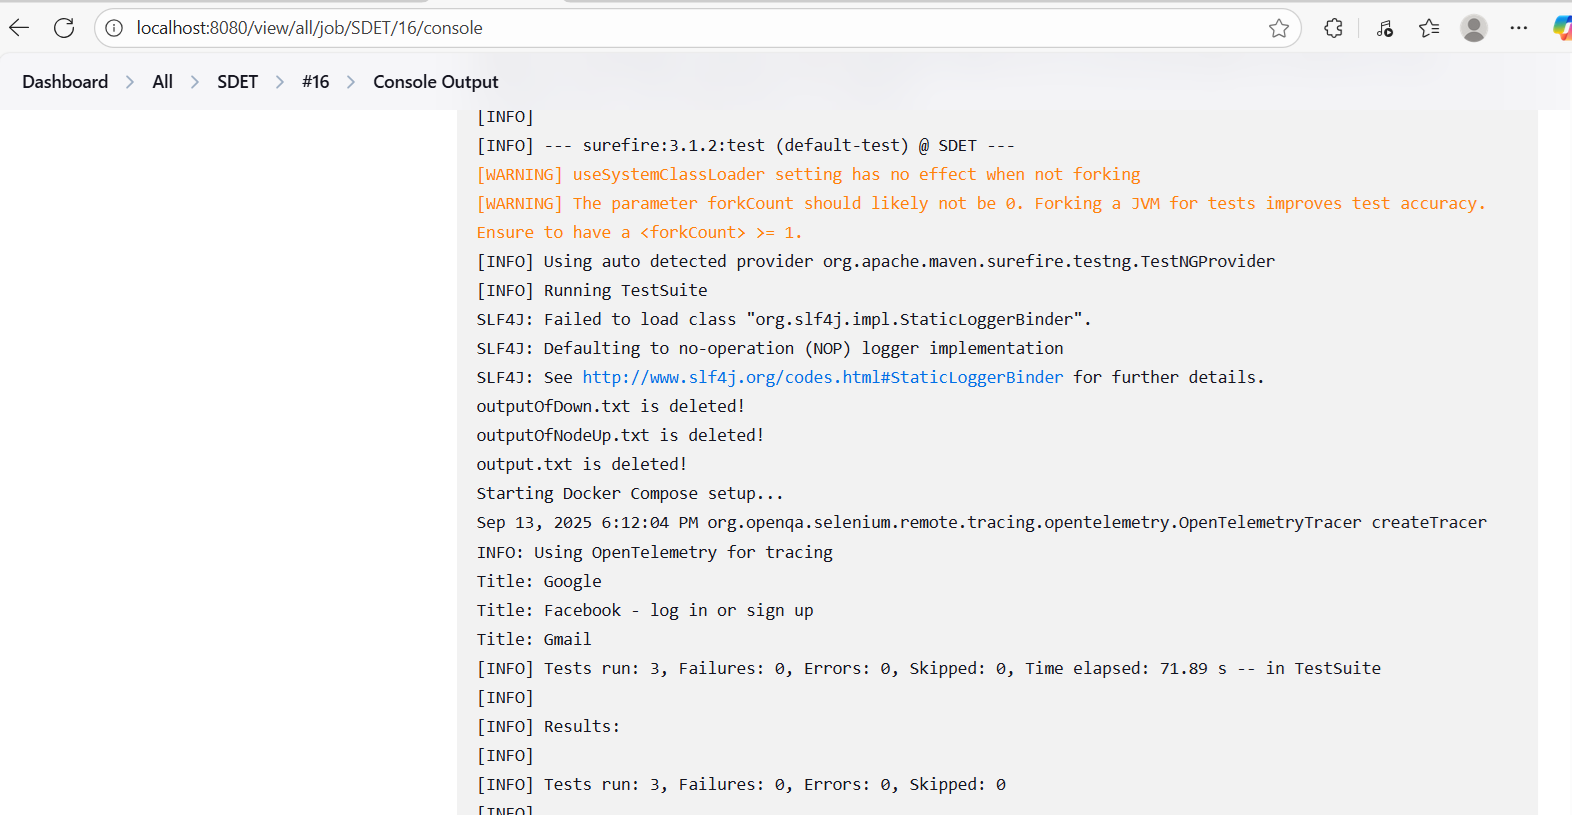 localhost:8080/view/all/job/SDET/16/console
Dashboard > All > SDET > #16 > Console Output
[INFO]
[INFO] --- surefire:3.1.2:test (default-test) @ SDET ---
[WARNING] useSystemClassLoader setting has no effect when not forking
[WARNING] The parameter forkCount should likely not be 0. Forking a JVM for tests improves test accuracy.
Ensure to have a <forkCount> >= 1.
[INFO] Using auto detected provider org.apache.maven.surefire.testng.TestNGProvider
[INFO] Running TestSuite
SLF4J: Failed to load class "org.slf4j.impl.StaticLoggerBinder".
SLF4J: Defaulting to no-operation (NOP) logger implementation
SLF4J: See http://www.slf4j.org/codes.html#StaticLoggerBinder for further details.
outputOfDown.txt is deleted!
outputOfNodeUp.txt is deleted!
output.txt is deleted!
Starting Docker Compose setup...
Sep 13, 2025 6:12:04 PM org.openqa.selenium.remote.tracing.opentelemetry.OpenTelemetryTracer createTracer
INFO: Using OpenTelemetry for tracing
Title: Google
Title: Facebook - log in or sign up
Title: Gmail
[INFO] Tests run: 3, Failures: 0, Errors: 0, Skipped: 0, Time elapsed: 71.89 s -- in TestSuite
[INFO]
[INFO] Results:
[INFO]
[INFO] Tests run: 3, Failures: 0, Errors: 0, Skipped: 0
[INFO]